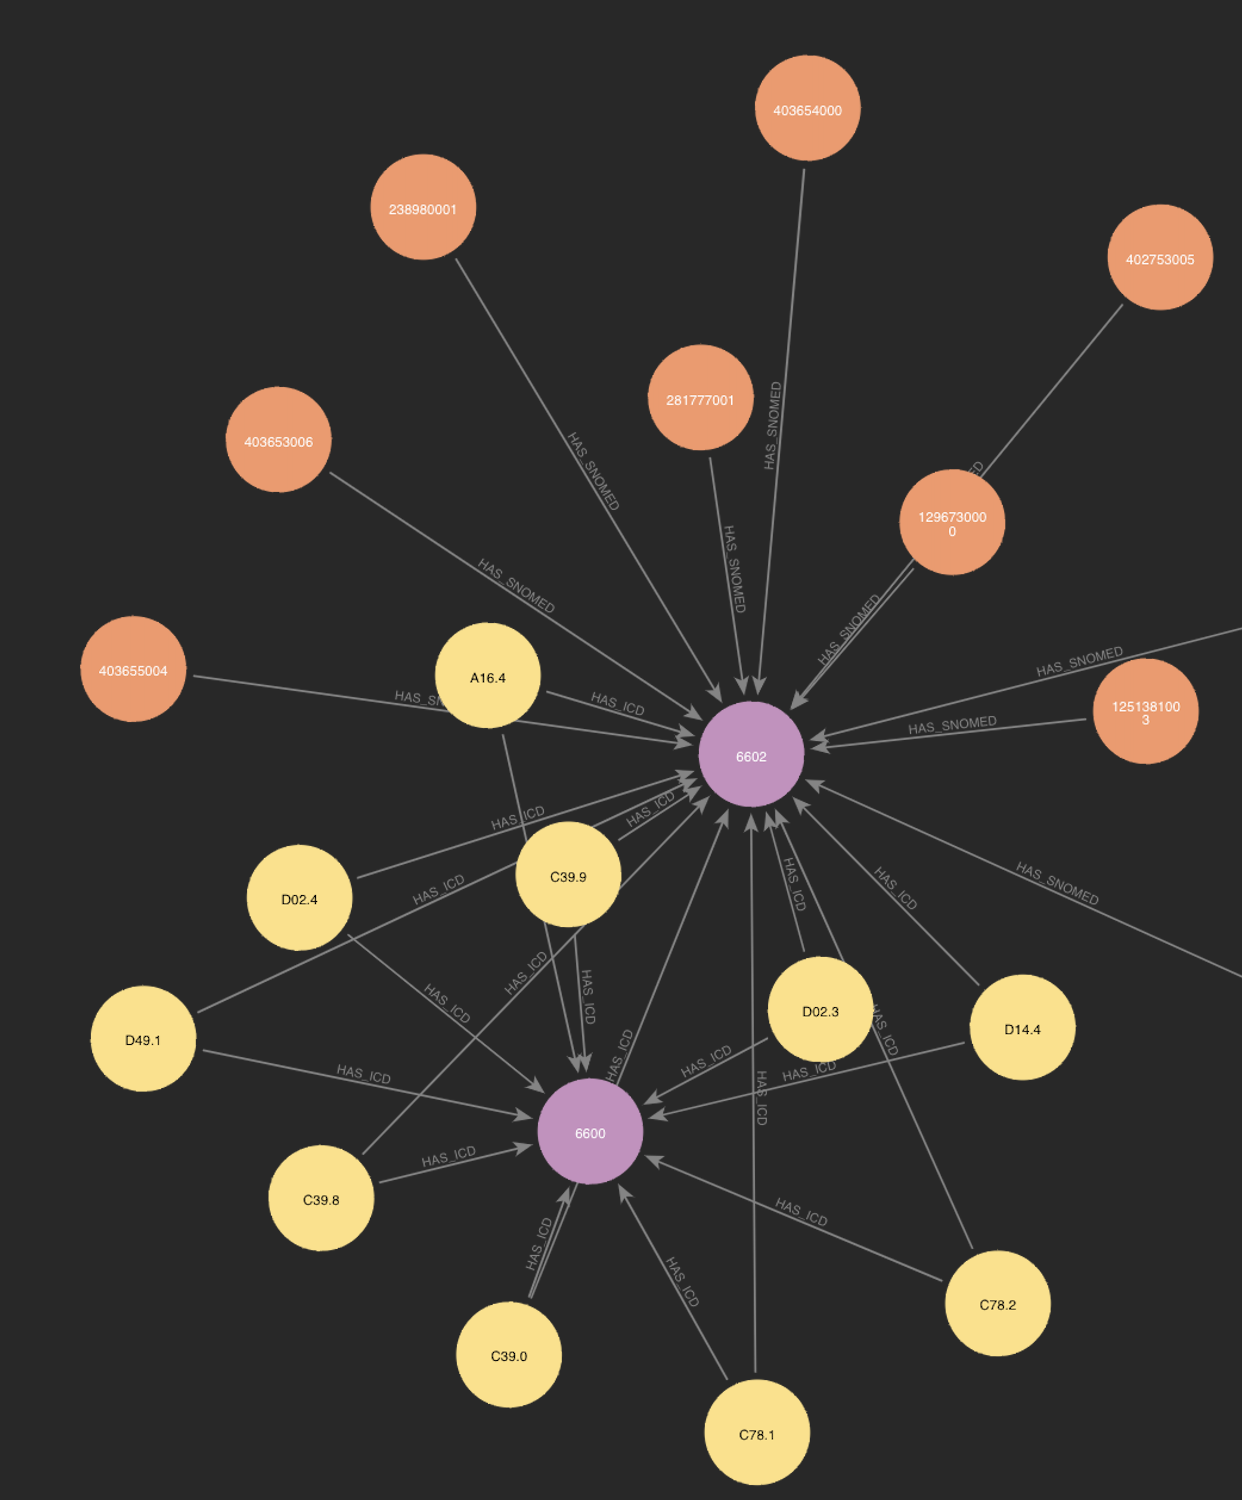 403654000
238980001
402753005
281777001
HAS_SNOMED
403653006
HAS_SNOMED
129673000
0
HAS_SNOMED
HAS_SNOMED
HAS_SNOMED
403655004
A16.4
HAS_SNOMED
125138100
3
HAS_ICD
HAS_SNOMED
6602
HAS_ICD
HAS_ICD
HAS_ICD
C39.9
HAS_ICD
HAS_SNOMED
HAS_ICD
D02.4
HAS_ICD
HAS_ICD
HAS_ICD
D02.3
HAS_ICD
D14.4
D49.1
HAS_ICD
HAS_ICD
HAS_ICD
HAS_ICD
HAS_ICD
HAS_ICD
6600
HAS_ICD
C39.8
HAS_ICD
HAS_ICD
HAS_ICD
C78.2
C39.0
C78.1